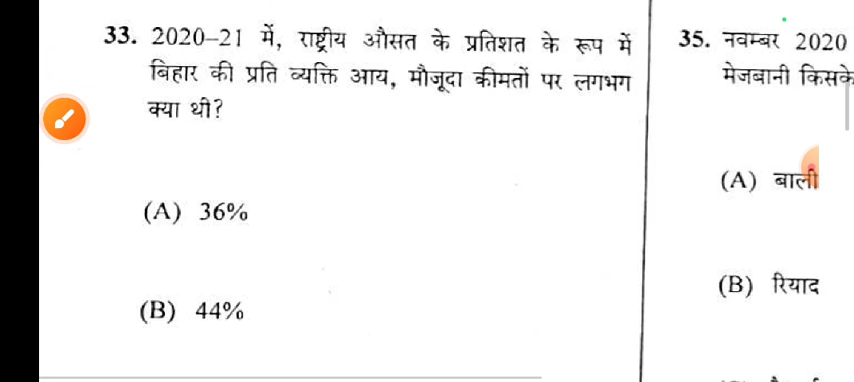 33. 2020–21 में, राष्ट्रीय औसत के प्रतिशत के रूप में
बिहार की प्रति व्यक्ति आय, मौजूदा कीमतों पर लगभग
क्या थी?
(A) 36%
(B) 44%
35. नवम्बर 2020
मेजबानी किसके
(A) बाली
(B) रियाद